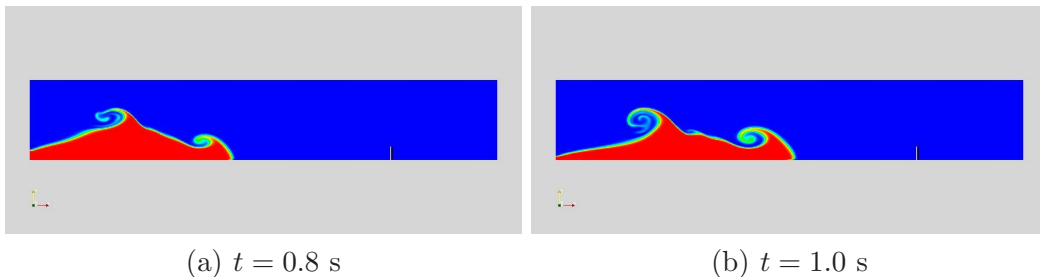 (a) t = 0.8 s
(b) t = 1.0 s